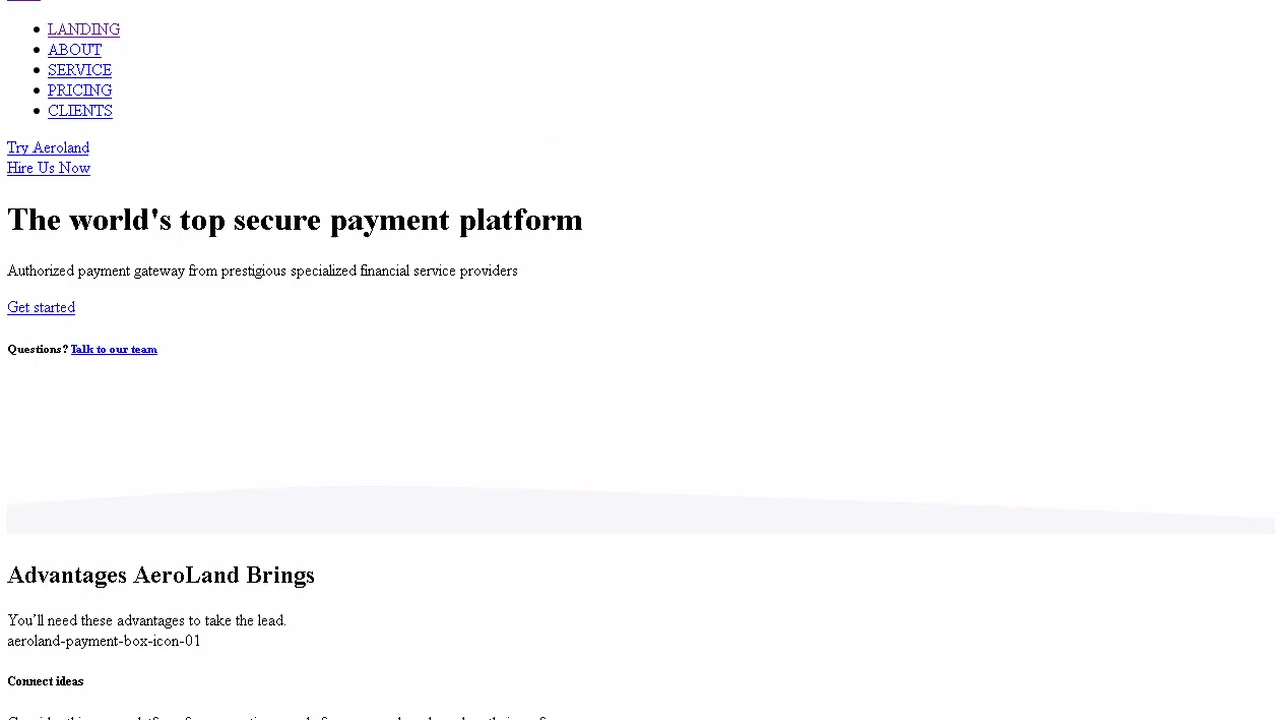 LANDING
ABOUT
SERVICE
PRICING
CLIENTS
Try Aeroland
Hire Us Now
The world's top secure payment platform
Authorized payment gateway from prestigious specialized financial service providers
Get started
Questions? Talk to our team
Advantages AeroLand Brings
You’ll need these advantages to take the lead.
aeroland-payment-box-icon-01
Connect ideas